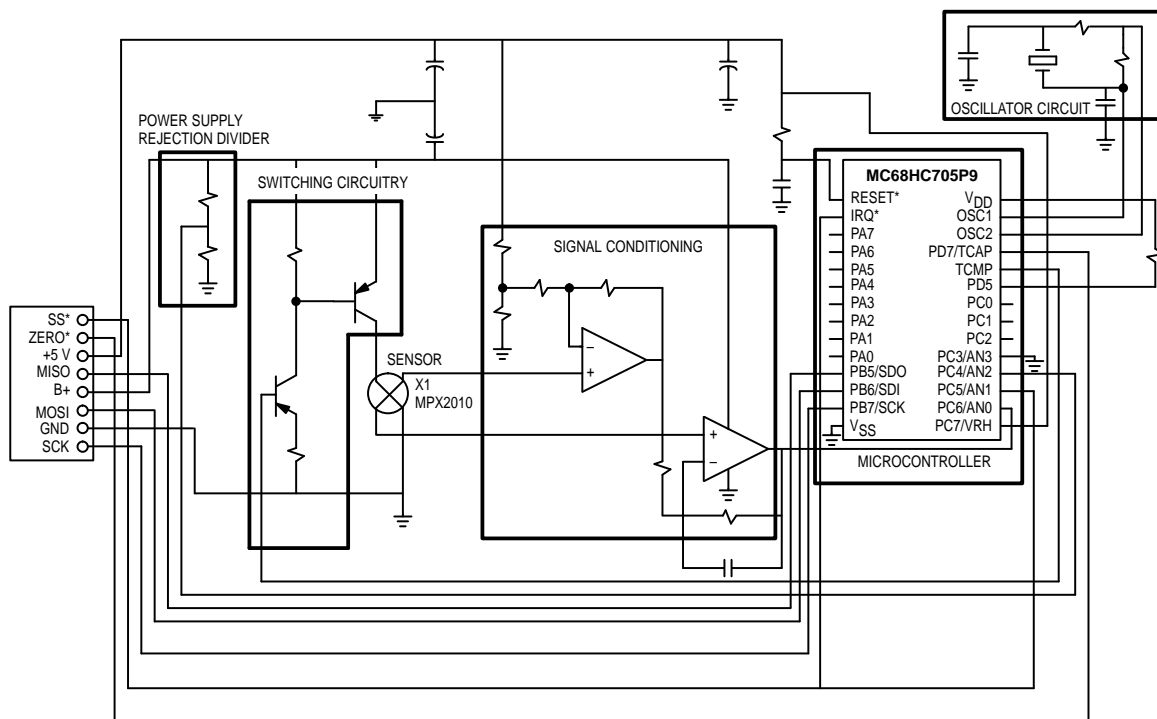 OSCILLATOR CIRCUIT
POWER SUPPLY
REJECTION DIVIDER
SWITCHING CIRCUITRY
SIGNAL CONDITIONING
MC68HC705P9
RESET*
IRQ*
PA7
PA6
PA5
PA4
PA3
PA2
PA1
PA0
PB5/SDO
PB6/SDI
PB7/SCK
VSS
VDD
OSC1
OSC2
PD7/TCAP
TCMP
PD5
PC0
PC1
PC2
PC3/AN3
PC4/AN2
PC5/AN1
PC6/AN0
PC7/VRH
MICROCONTROLLER
SS*
ZERO*
+5 V
MISO
B+
MOSI
GND
SCK
SENSOR
X1
MPX2010
−
+
+
−